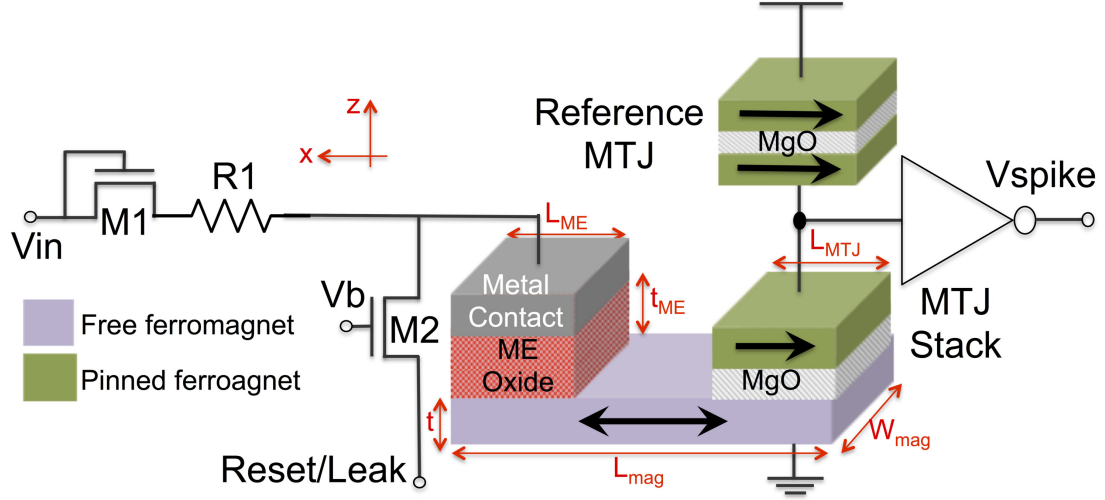 Reference
MTJ
MgO
z
x
Vin
M1
R1
Vb
M2
Reset/Leak
L_ME
Metal
Contact
t_ME
ME
Oxide
t
L_mag
W_mag
L_MTJ
MgO
MTJ
Stack
Vspike
Free ferromagnet
Pinned ferroagnet